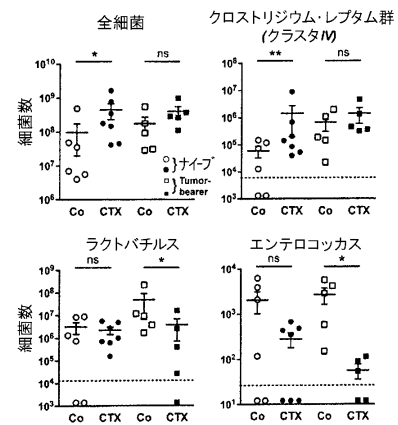 全細菌
クロストリジウム・レプタム群
(クラスタIV)
細菌数
10¹⁰
10⁹
10⁸
10⁷
10⁶
*
ns
○
● }ナイーブ
□
■ }Tumor-bearer
Co CTX Co CTX
10⁸
10⁷
10⁶
10⁵
10⁴
10³
**
ns
Co CTX Co CTX
ラクトバチルス
エンテロコッカス
細菌数
10⁹
10⁸
10⁷
10⁶
10⁵
10⁴
10³
ns
*
Co CTX Co CTX
10⁴
10³
10²
10¹
ns
*
Co CTX Co CTX